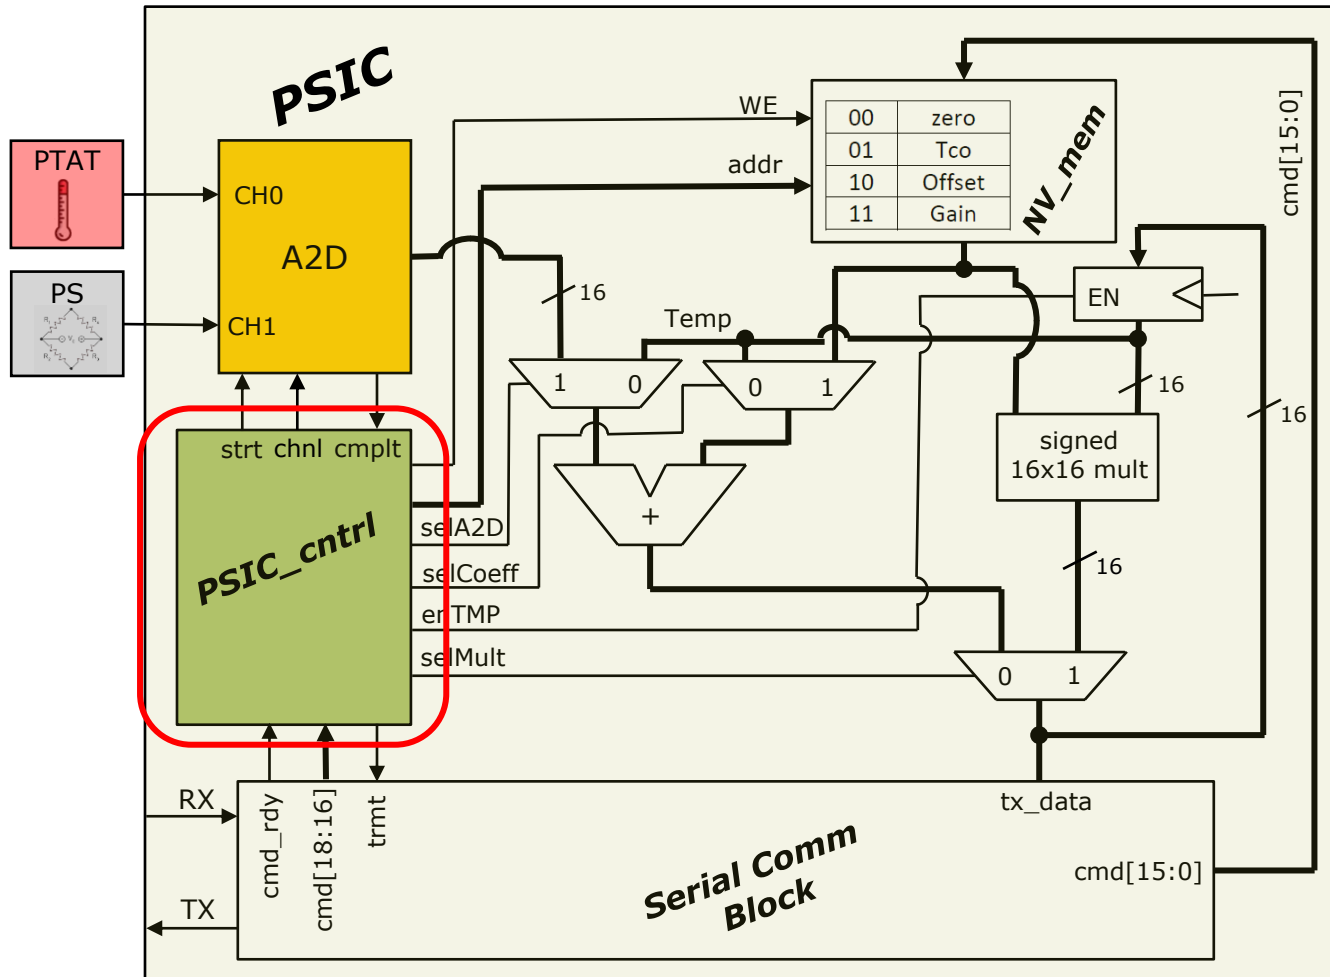 PSIC
PTAT
PS
CH0
A2D
CH1
WE
addr
00 zero
01 Tco
10 Offset
11 Gain
NV_mem
cmd[15:0]
16
Temp
EN
1 0
0 1
16
16
strt chnl cmplt
signed
16x16 mult
PSIC_cntrl
selA2D
selCoeff
enTMP
selMult
+
16
0 1
RX
TX
cmd_rdy
cmd[18:16]
trmt
tx_data
Serial Comm
Block
cmd[15:0]